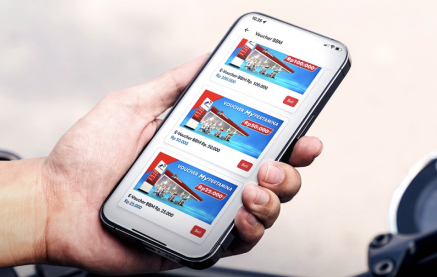 10.35
Voucher BBM
Rp100.000
E-Voucher BBM Rp. 100.000
Rp 100.000
Beli
VOUCHER MYPERTAMINA
Rp50.000
E-Voucher BBM Rp. 50.000
Rp 50.000
Beli
VOUCHER MYPERTAMINA
Rp25.000
E-Voucher BBM Rp. 25.000
Rp 25.000
Beli